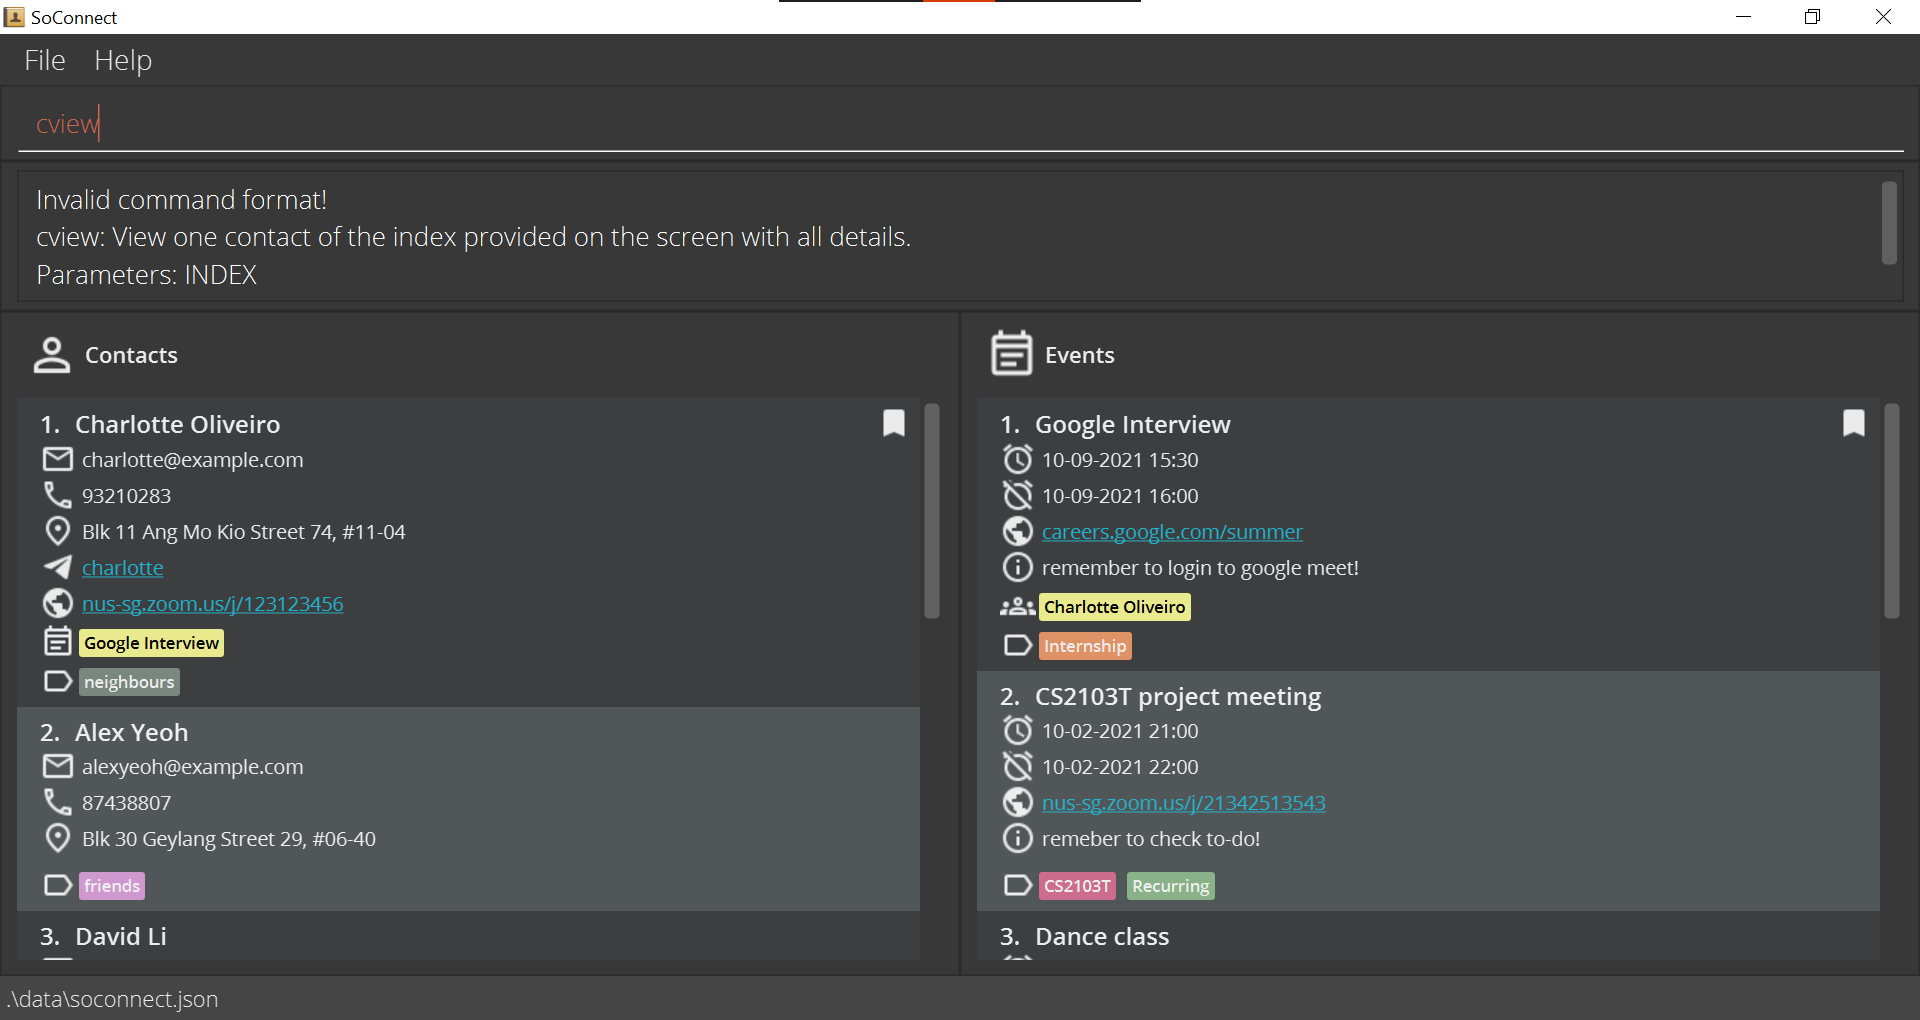 SoConnect
File Help
cview
Invalid command format!
cview: View one contact of the index provided on the screen with all details.
Parameters: INDEX
Contacts
1. Charlotte Oliveiro
charlotte@example.com
93210283
Blk 11 Ang Mo Kio Street 74, #11-04
charlotte
nus-sg.zoom.us/j/123123456
Google Interview
neighbours
2. Alex Yeoh
alexyeoh@example.com
87438807
Blk 30 Geylang Street 29, #06-40
friends
3. David Li
Events
1. Google Interview
10-09-2021 15:30
10-09-2021 16:00
careers.google.com/summer
remember to login to google meet!
Charlotte Oliveiro
Internship
2. CS2103T project meeting
10-02-2021 21:00
10-02-2021 22:00
nus-sg.zoom.us/j/21342513543
remeber to check to-do!
CS2103T Recurring
3. Dance class
.\data\soconnect.json